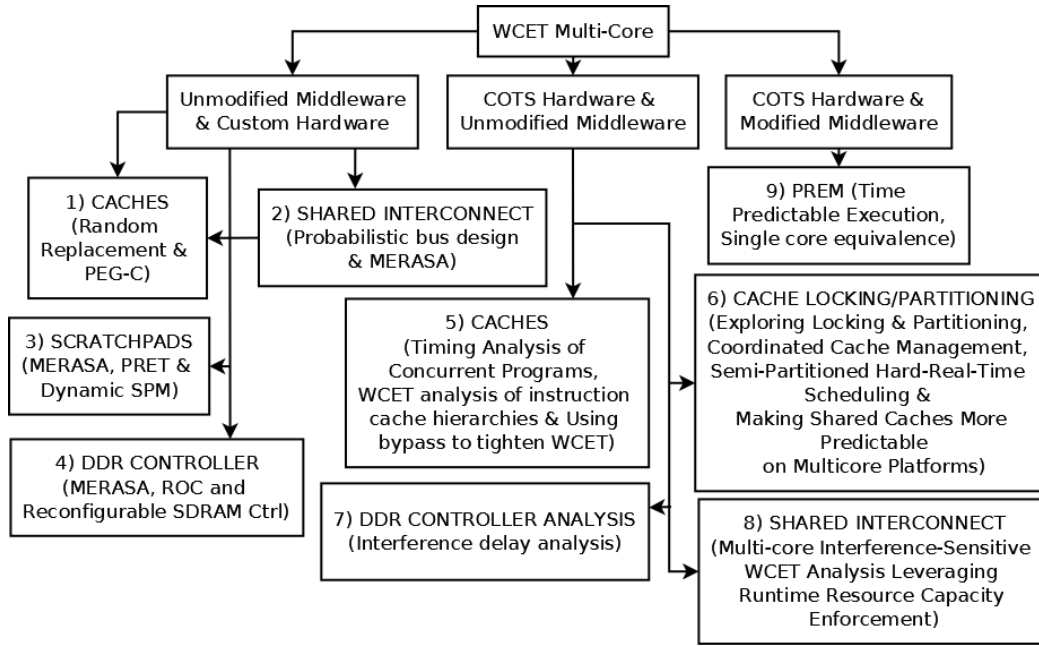 WCET Multi-Core
Unmodified Middleware
& Custom Hardware
COTS Hardware &
Unmodified Middleware
COTS Hardware &
Modified Middleware
1) CACHES
(Random
Replacement &
PEG-C)
2) SHARED INTERCONNECT
(Probabilistic bus design
& MERASA)
9) PREM (Time
Predictable Execution,
Single core equivalence)
3) SCRATCHPADS
(MERASA, PRET &
Dynamic SPM)
5) CACHES
(Timing Analysis of
Concurrent Programs,
WCET analysis of instruction
cache hierarchies & Using
bypass to tighten WCET)
6) CACHE LOCKING/PARTITIONING
(Exploring Locking & Partitioning,
Coordinated Cache Management,
Semi-Partitioned Hard-Real-Time
Scheduling &
Making Shared Caches More
Predictable
on Multicore Platforms)
4) DDR CONTROLLER
(MERASA, ROC and
Reconfigurable SDRAM Ctrl)
7) DDR CONTROLLER ANALYSIS
(Interference delay analysis)
8) SHARED INTERCONNECT
(Multi-core Interference-Sensitive
WCET Analysis Leveraging
Runtime Resource Capacity
Enforcement)